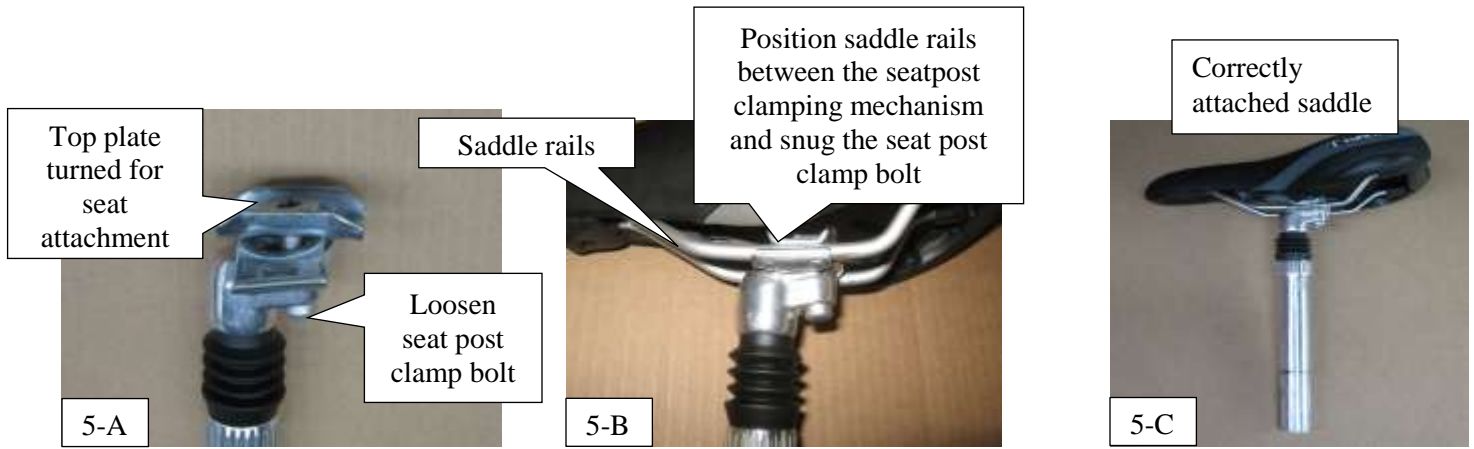 Top plate
turned for
seat
attachment
Loosen
seat post
clamp bolt
5-A
Saddle rails
Position saddle rails
between the seatpost
clamping mechanism
and snug the seat post
clamp bolt
5-B
Correctly
attached saddle
5-C